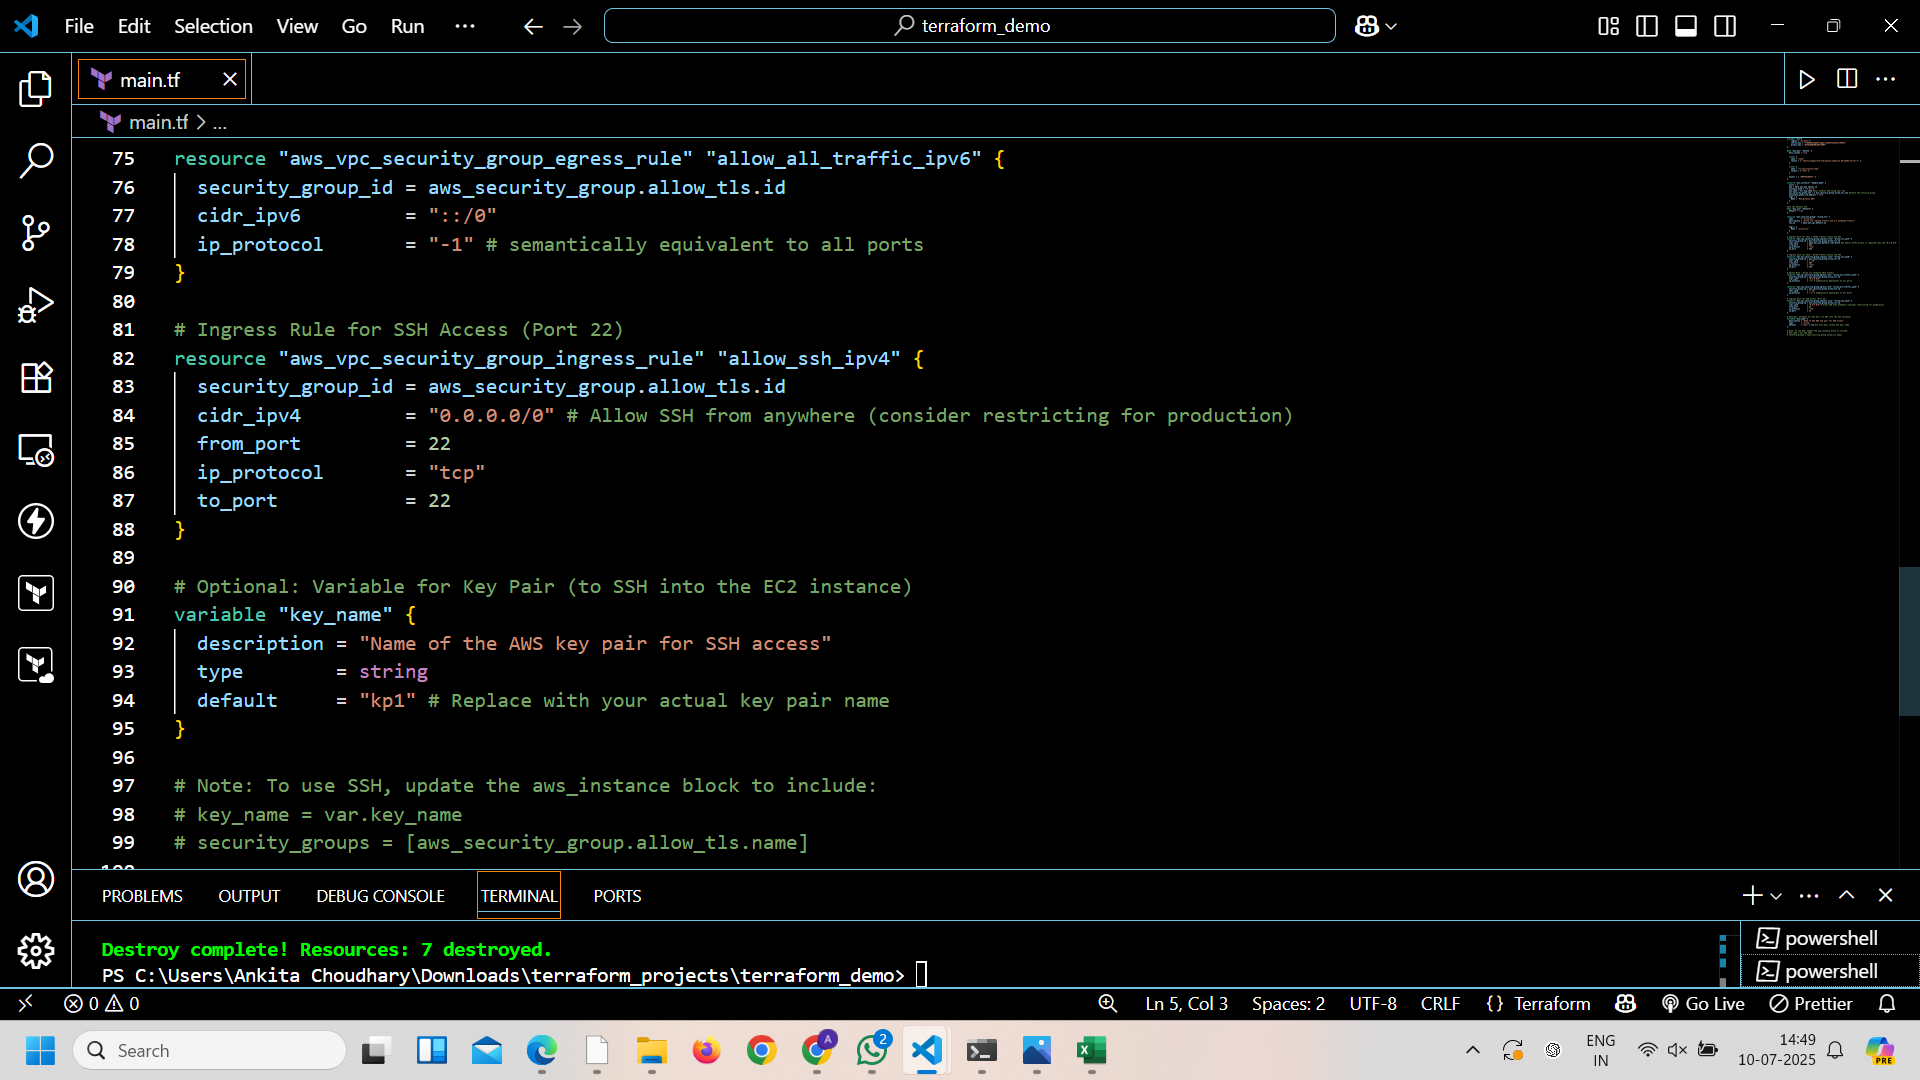 File Edit Selection View Go Run ··· terraform_demo
main.tf
main.tf > ...
75 resource "aws_vpc_security_group_egress_rule" "allow_all_traffic_ipv6" {
76 security_group_id = aws_security_group.allow_tls.id
77 cidr_ipv6 = "::/0"
78 ip_protocol = "-1" # semantically equivalent to all ports
79 }
80
81 # Ingress Rule for SSH Access (Port 22)
82 resource "aws_vpc_security_group_ingress_rule" "allow_ssh_ipv4" {
83 security_group_id = aws_security_group.allow_tls.id
84 cidr_ipv4 = "0.0.0.0/0" # Allow SSH from anywhere (consider restricting for production)
85 from_port = 22
86 ip_protocol = "tcp"
87 to_port = 22
88 }
89
90 # Optional: Variable for Key Pair (to SSH into the EC2 instance)
91 variable "key_name" {
92 description = "Name of the AWS key pair for SSH access"
93 type = string
94 default = "kp1" # Replace with your actual key pair name
95 }
96
97 # Note: To use SSH, update the aws_instance block to include:
98 # key_name = var.key_name
99 # security_groups = [aws_security_group.allow_tls.name]
PROBLEMS OUTPUT DEBUG CONSOLE TERMINAL PORTS
Destroy complete! Resources: 7 destroyed.
PS C:\Users\Ankita Choudhary\Downloads\terraform_projects\terraform_demo>
powershell
powershell
0 0 Ln 5, Col 3 Spaces: 2 UTF-8 CRLF {} Terraform Go Live Prettier
Search A 2 ENG IN 14:49 10-07-2025 PRE